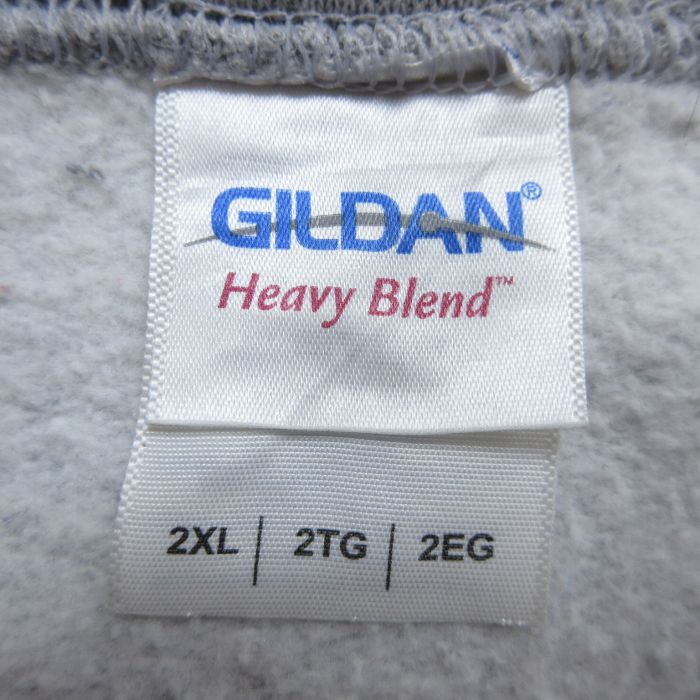 GILDAN®
Heavy Blend™
2XL | 2TG | 2EG